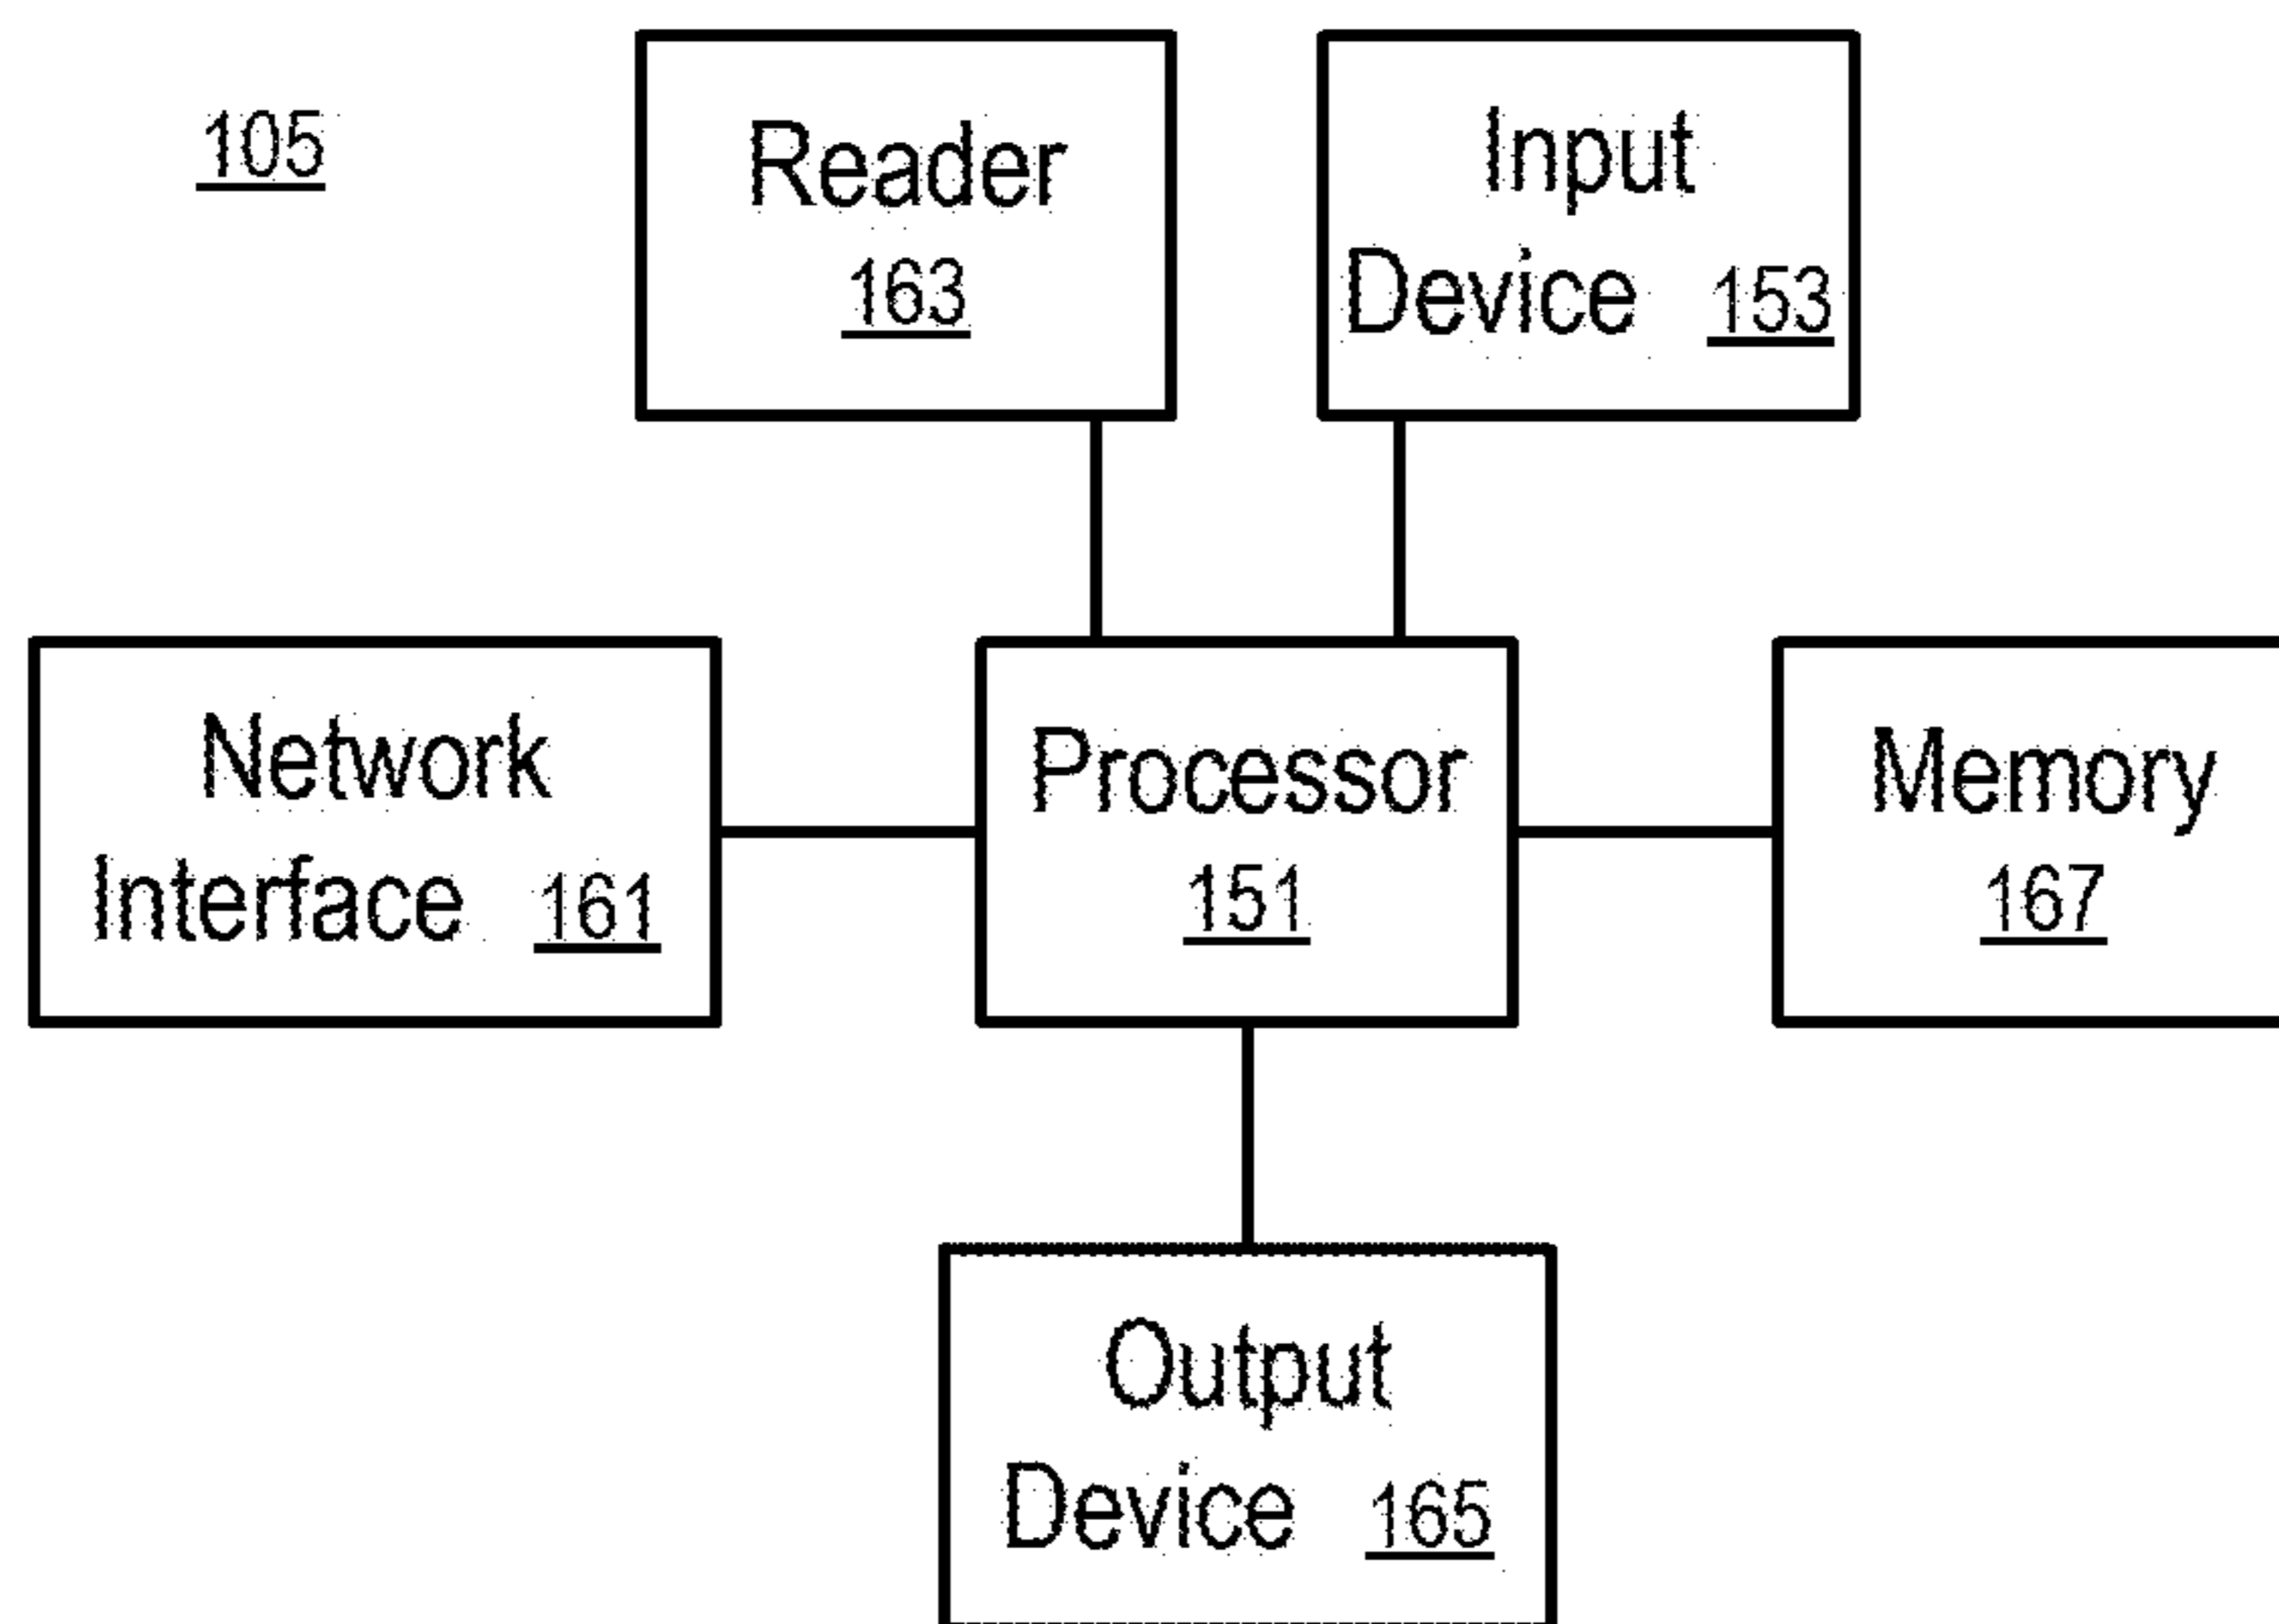 105
Reader
163
Input
Device 153
Network
Interface 161
Processor
151
Memory
167
Output
Device 165